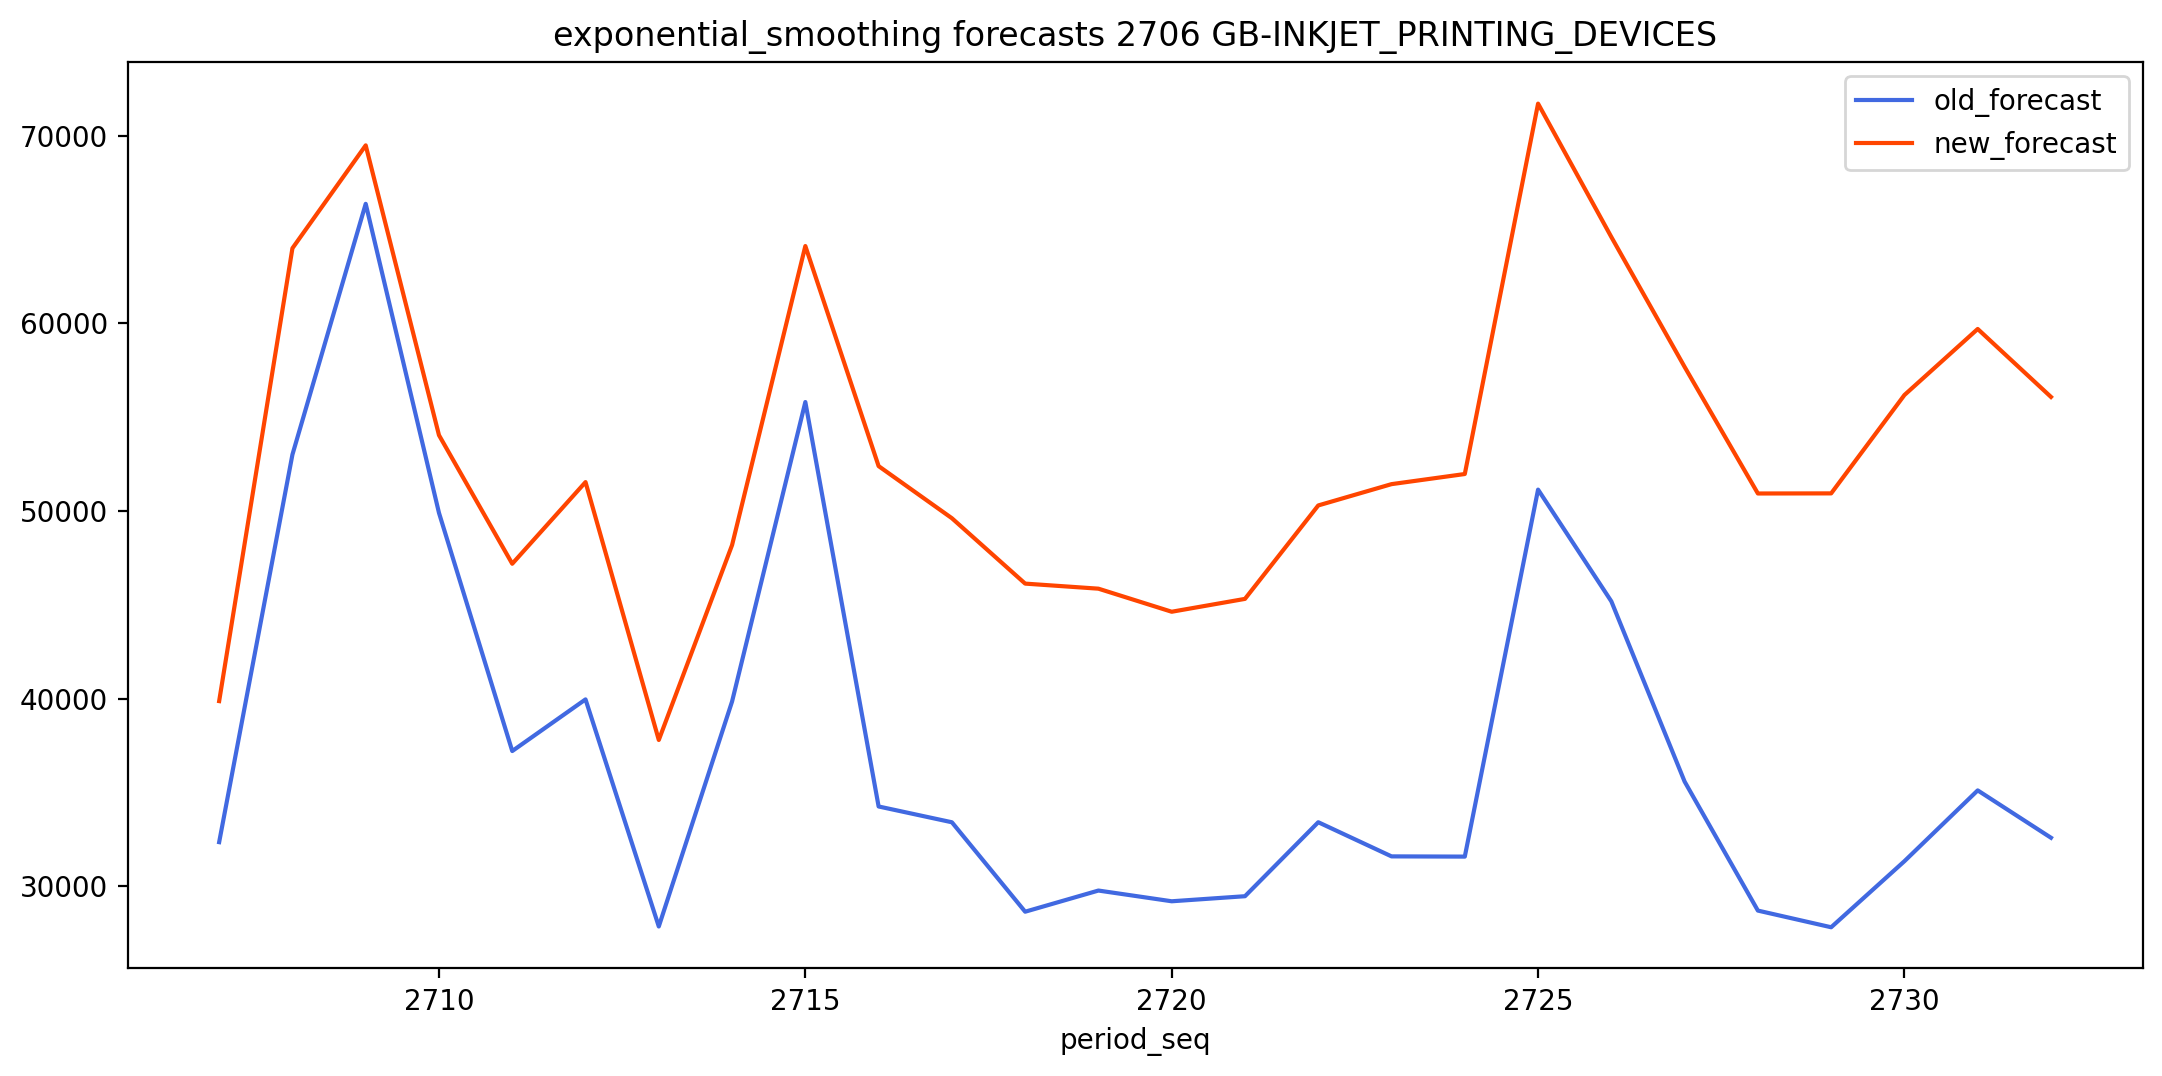 exponential_smoothing forecasts 2706 GB-INKJET_PRINTING_DEVICES
old_forecast
new_forecast
70000
60000
50000
40000
30000
2710 2715 2720 2725 2730
period_seq